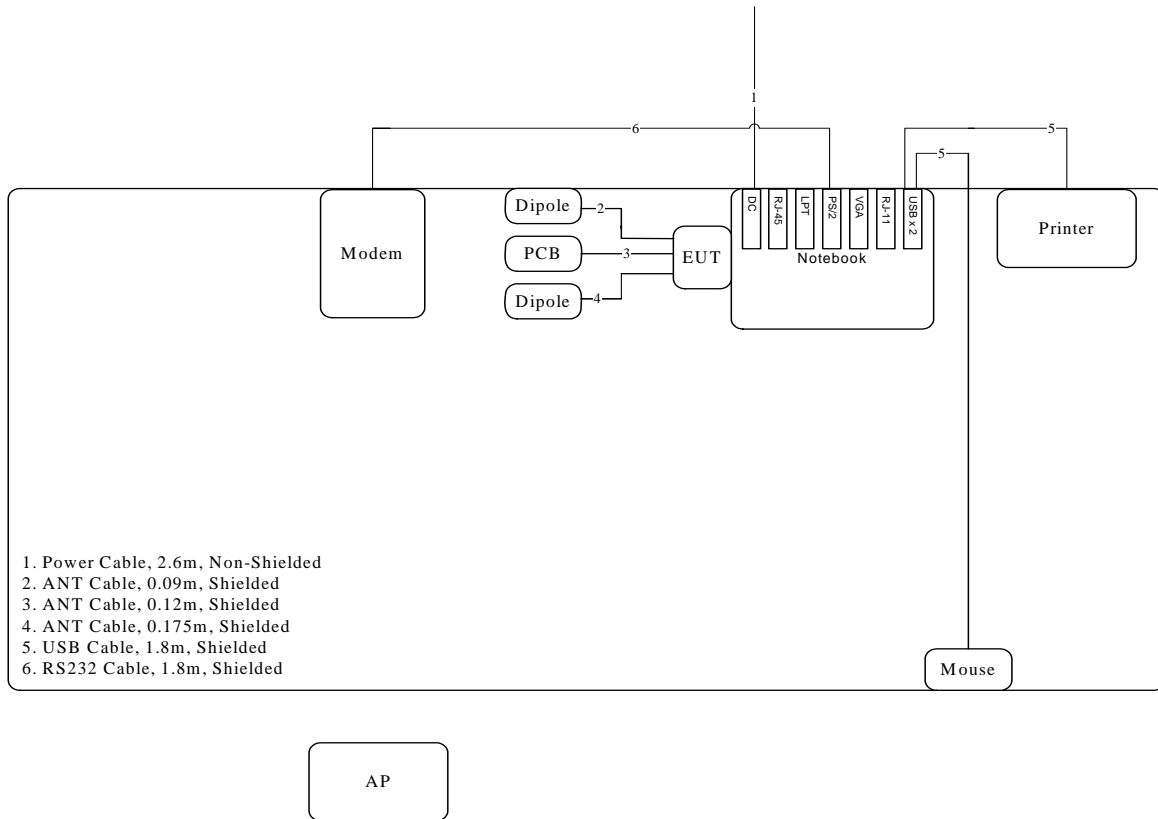 1
6
5
5
Dipole
2
DC
RJ-45
LPT
PS/2
VGA
RJ-11
USB x 2
Printer
Modem
PCB
3
EUT
Notebook
Dipole
4
1. Power Cable, 2.6m, Non-Shielded
2. ANT Cable, 0.09m, Shielded
3. ANT Cable, 0.12m, Shielded
4. ANT Cable, 0.175m, Shielded
5. USB Cable, 1.8m, Shielded
6. RS232 Cable, 1.8m, Shielded
Mouse
AP